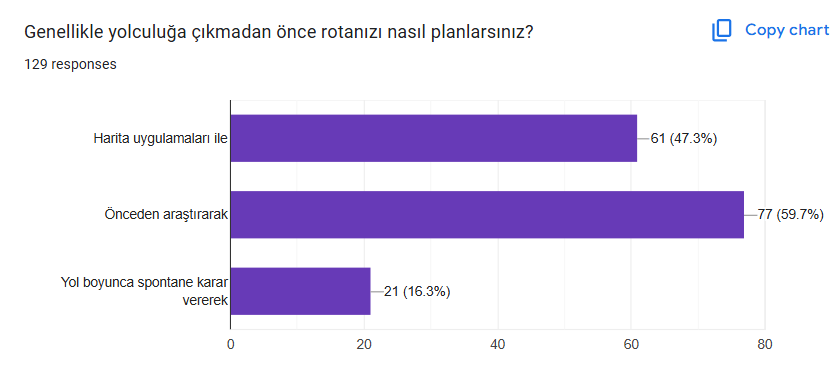 Genellikle yolculuğa çıkmadan önce rotanızı nasıl planlarsınız?
Copy chart
129 responses
Harita uygulamaları ile
61 (47.3%)
Önceden araştırarak
77 (59.7%)
Yol boyunca spontane karar
vererek
21 (16.3%)
0 20 40 60 80